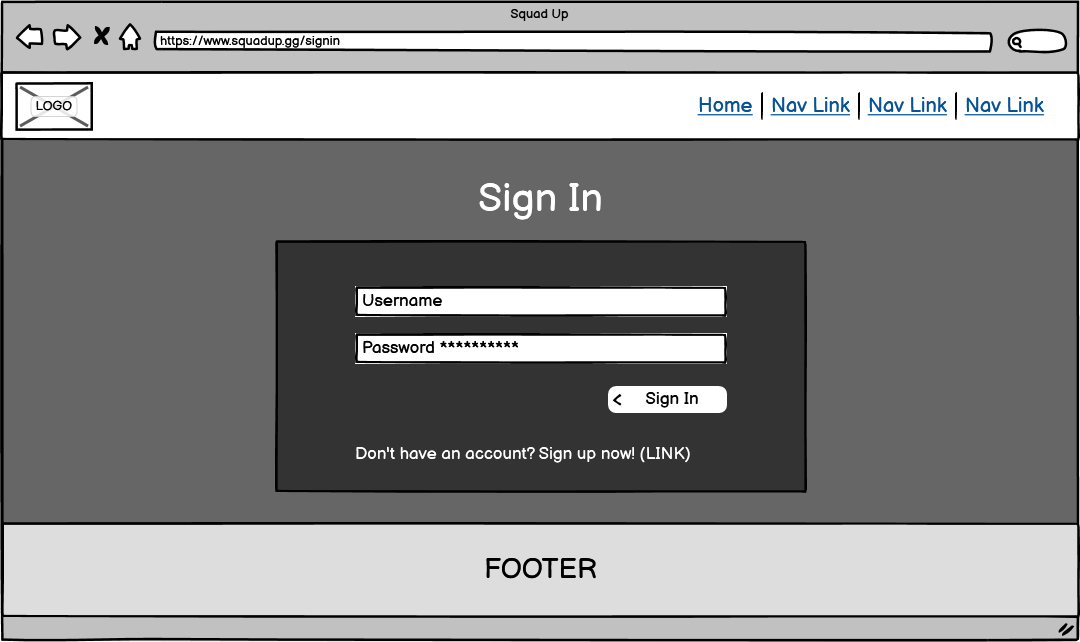 Squad Up
https://www.squadup.gg/signin
LOGO
Home | Nav Link | Nav Link | Nav Link
Sign In
Username
Password **********
< Sign In
Don't have an account? Sign up now! (LINK)
FOOTER